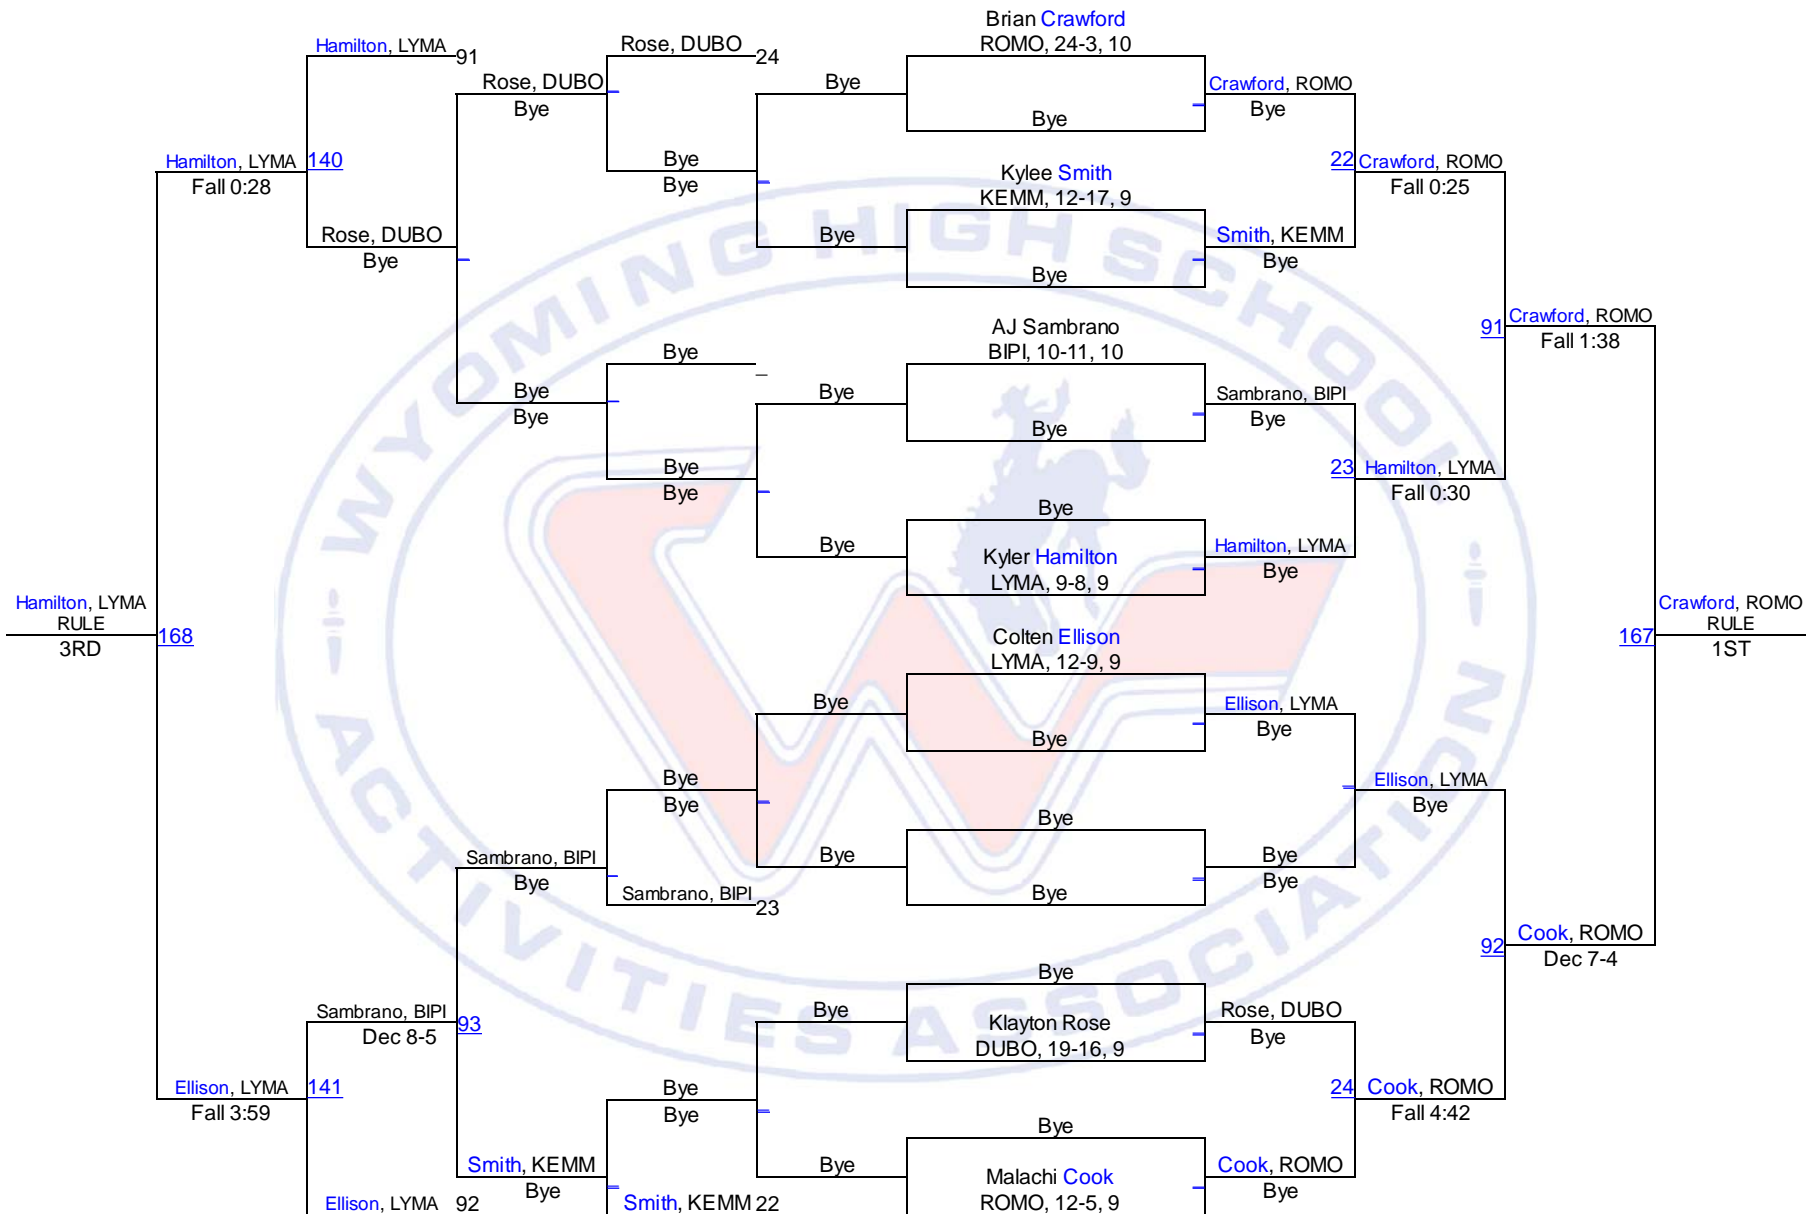 Brian Crawford
Hamilton, LYMA
91
Rose, DUBO
24
ROMO, 24-3, 10
Rose, DUBO
Bye
Bye
Crawford, ROMO
Bye
Bye
Hamilton, LYMA
140
Fall 0:28
Bye
Bye
Kylee Smith
KEMM, 12-17, 9
22
Crawford, ROMO
Fall 0:25
Rose, DUBO
Bye
Bye
Bye
Smith, KEMM
Bye
AJ Sambrano
BIPI, 10-11, 10
91
Crawford, ROMO
Fall 1:38
Bye
Bye
Bye
Bye
Bye
Sambrano, BIPI
Bye
Bye
Bye
23
Hamilton, LYMA
Fall 0:30
Bye
Bye
Kyler Hamilton
LYMA, 9-8, 9
Hamilton, LYMA
Bye
Hamilton, LYMA
RULE
3RD
168
Colten Ellison
LYMA, 12-9, 9
167
Crawford, ROMO
RULE
1ST
Bye
Bye
Ellison, LYMA
Bye
Bye
Bye
Ellison, LYMA
Bye
Bye
Bye
Bye
Bye
Bye
Sambrano, BIPI
Bye
Sambrano, BIPI
23
92
Cook, ROMO
Dec 7-4
Bye
Sambrano, BIPI
Dec 8-5
93
Bye
Klayton Rose
DUBO, 19-16, 9
Rose, DUBO
Bye
Ellison, LYMA
141
Fall 3:59
Bye
Bye
24
Cook, ROMO
Fall 4:42
Bye
Smith, KEMM
Bye
Bye
Malachi Cook
ROMO, 12-5, 9
Cook, ROMO
Bye
Ellison, LYMA
92
Smith, KEMM
22
WYOMING HIGH SCHOOL
ACTIVITIES ASSOCIATION